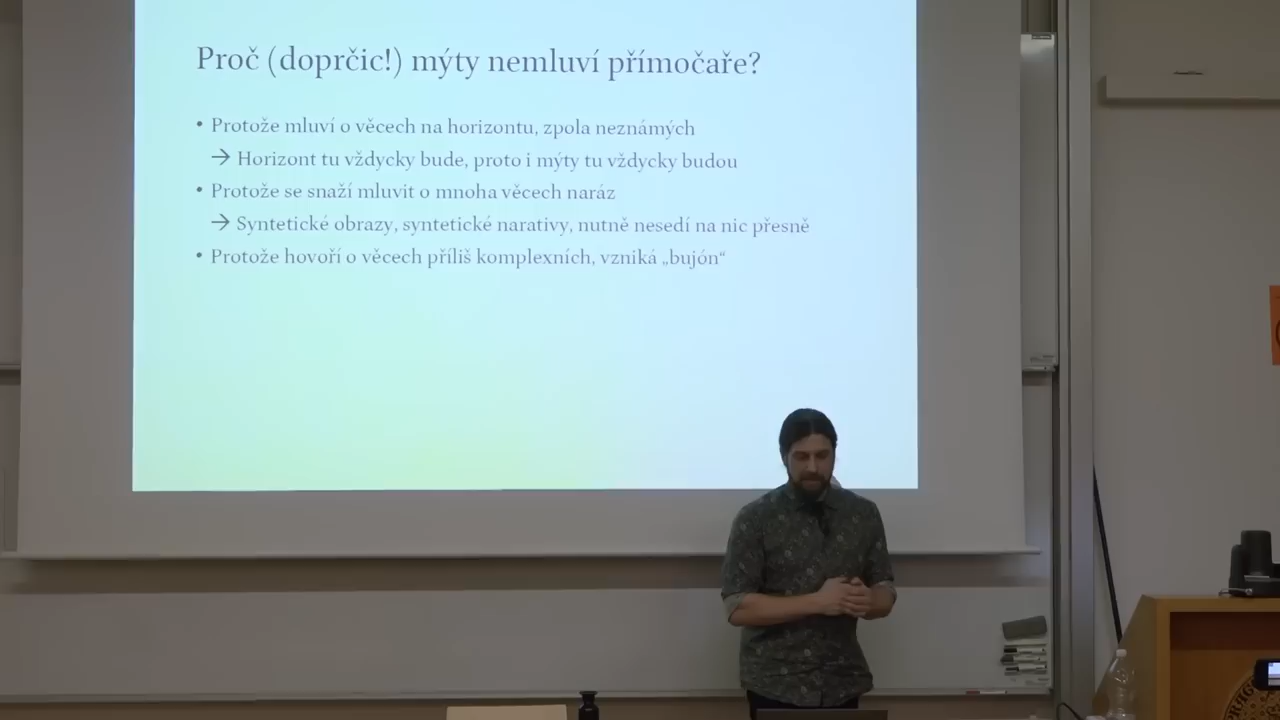 Proč (doprčic!) mýty nemluví přímočaře?
• Protože mluví o věcech na horizontu, zpola neznámých
→ Horizont tu vždycky bude, proto i mýty tu vždycky budou
• Protože se snaží mluvit o mnoha věcech naráz
→ Syntetické obrazy, syntetické narativy, nutně nesedí na nic přesně
• Protože hovoří o věcech příliš komplexních, vzniká „bujón“